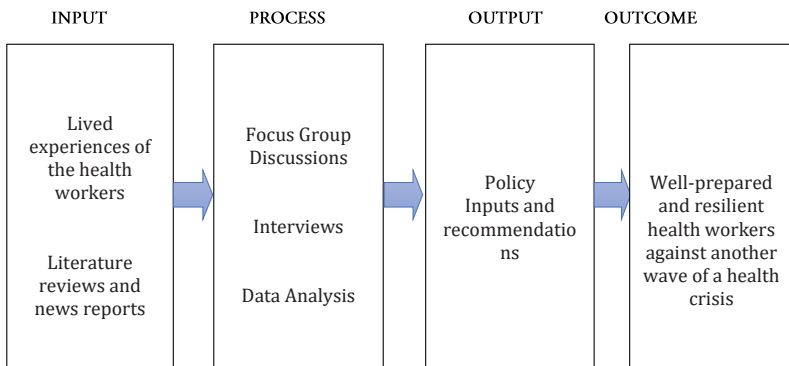 INPUT
PROCESS
OUTPUT
OUTCOME
Lived
experiences of
the health
workers
Literature
reviews and
news reports
Focus Group
Discussions
Interviews
Data Analysis
Policy
Inputs and
recommendatio
ns
Well-prepared
and resilient
health workers
against another
wave of a health
crisis